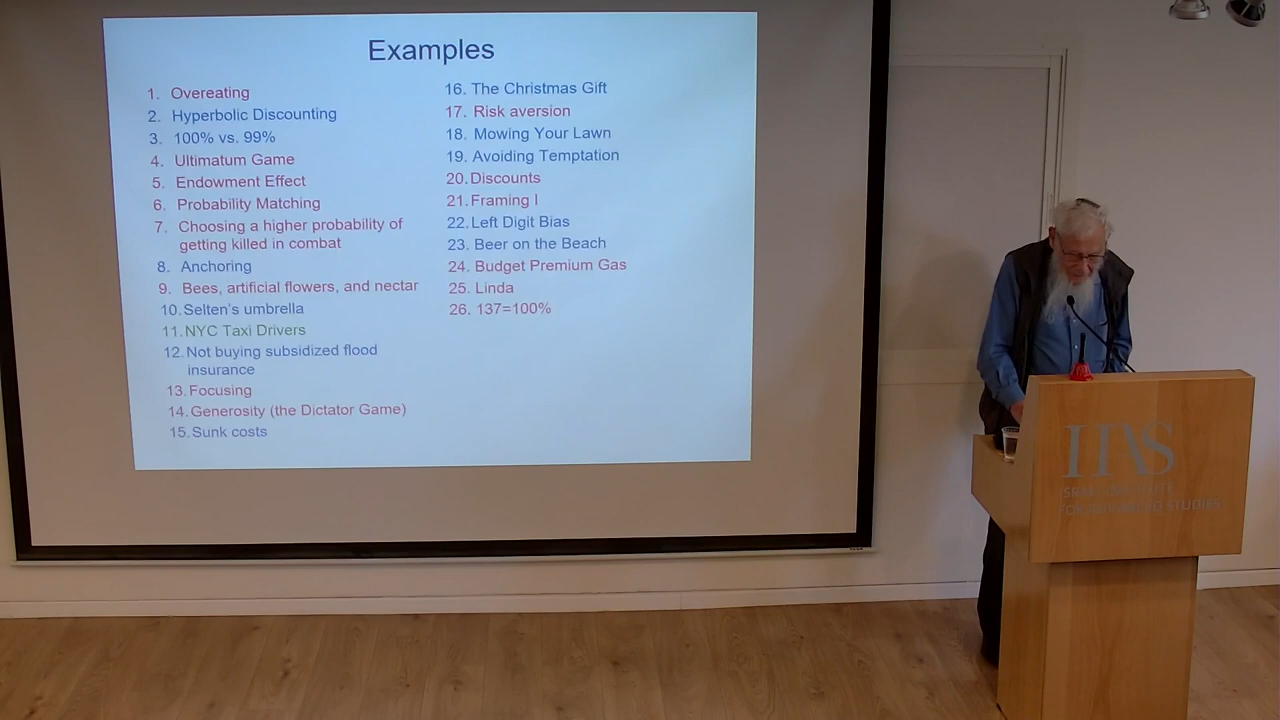 Examples
1. Overeating
2. Hyperbolic Discounting
3. 100% vs. 99%
4. Ultimatum Game
5. Endowment Effect
6. Probability Matching
7. Choosing a higher probability of
getting killed in combat
8. Anchoring
9. Bees, artificial flowers, and nectar
10. Selten's umbrella
11. NYC Taxi Drivers
12. Not buying subsidized flood
insurance
13. Focusing
14. Generosity (the Dictator Game)
15. Sunk costs
16. The Christmas Gift
17. Risk aversion
18. Mowing Your Lawn
19. Avoiding Temptation
20. Discounts
21. Framing I
22. Left Digit Bias
23. Beer on the Beach
24. Budget Premium Gas
25. Linda
26. 137=100%
IIAS
ISRAEL INSTITUTE
FOR ADVANCED STUDIES